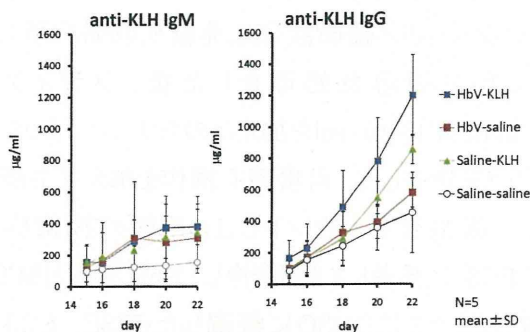 anti-KLH IgM
1600
1400
1200
1000
800
600
400
200
0
µg/ml
14 16 18 20 22
day
anti-KLH IgG
1600
1400
1200
1000
800
600
400
200
0
µg/ml
14 16 18 20 22
day
HbV-KLH
HbV-saline
Saline-KLH
Saline-saline
N=5
mean±SD